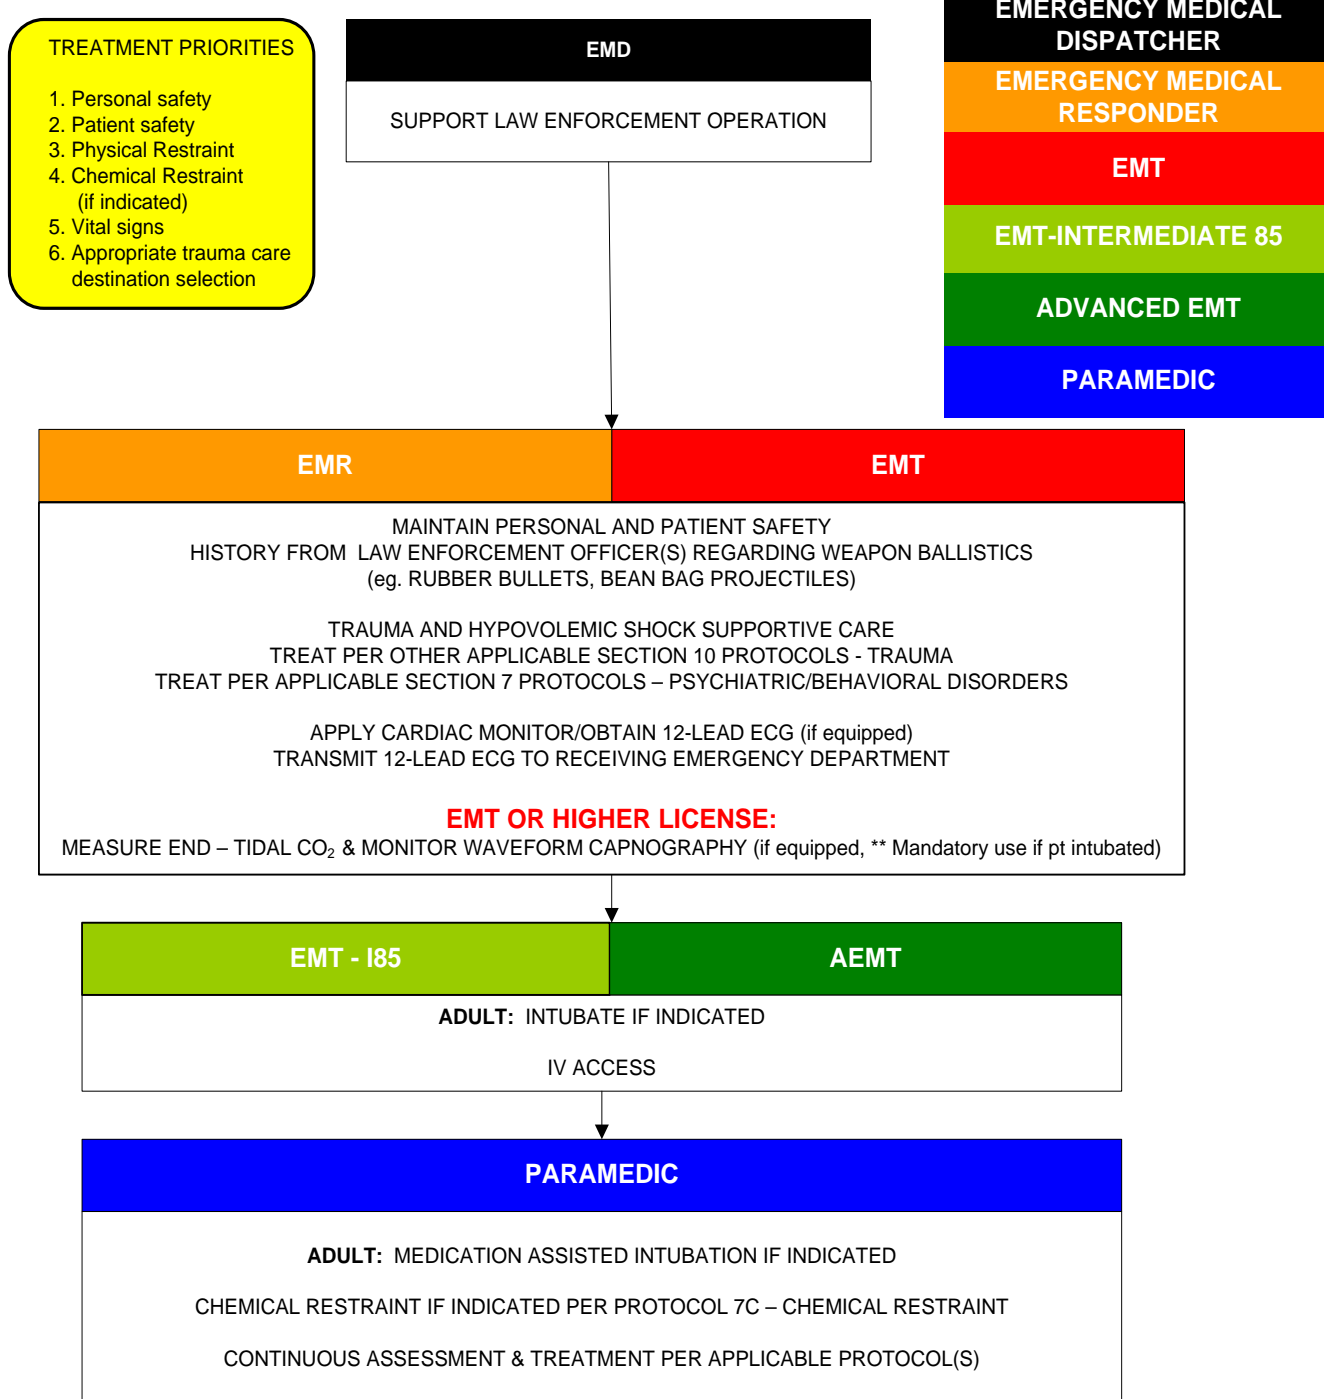 TREATMENT PRIORITIES
1. Personal safety
2. Patient safety
3. Physical Restraint
4. Chemical Restraint
(if indicated)
5. Vital signs
6. Appropriate trauma care
destination selection
EMD
SUPPORT LAW ENFORCEMENT OPERATION
EMERGENCY MEDICAL
DISPATCHER
EMERGENCY MEDICAL
RESPONDER
EMT
EMT-INTERMEDIATE 85
ADVANCED EMT
PARAMEDIC
EMR
EMT
MAINTAIN PERSONAL AND PATIENT SAFETY
HISTORY FROM LAW ENFORCEMENT OFFICER(S) REGARDING WEAPON BALLISTICS
(eg. RUBBER BULLETS, BEAN BAG PROJECTILES)
TRAUMA AND HYPOVOLEMIC SHOCK SUPPORTIVE CARE
TREAT PER OTHER APPLICABLE SECTION 10 PROTOCOLS - TRAUMA
TREAT PER APPLICABLE SECTION 7 PROTOCOLS – PSYCHIATRIC/BEHAVIORAL DISORDERS
APPLY CARDIAC MONITOR/OBTAIN 12-LEAD ECG (if equipped)
TRANSMIT 12-LEAD ECG TO RECEIVING EMERGENCY DEPARTMENT
EMT OR HIGHER LICENSE:
MEASURE END – TIDAL CO₂ & MONITOR WAVEFORM CAPNOGRAPHY (if equipped, ** Mandatory use if pt intubated)
EMT - I85
AEMT
ADULT: INTUBATE IF INDICATED
IV ACCESS
PARAMEDIC
ADULT: MEDICATION ASSISTED INTUBATION IF INDICATED
CHEMICAL RESTRAINT IF INDICATED PER PROTOCOL 7C – CHEMICAL RESTRAINT
CONTINUOUS ASSESSMENT & TREATMENT PER APPLICABLE PROTOCOL(S)